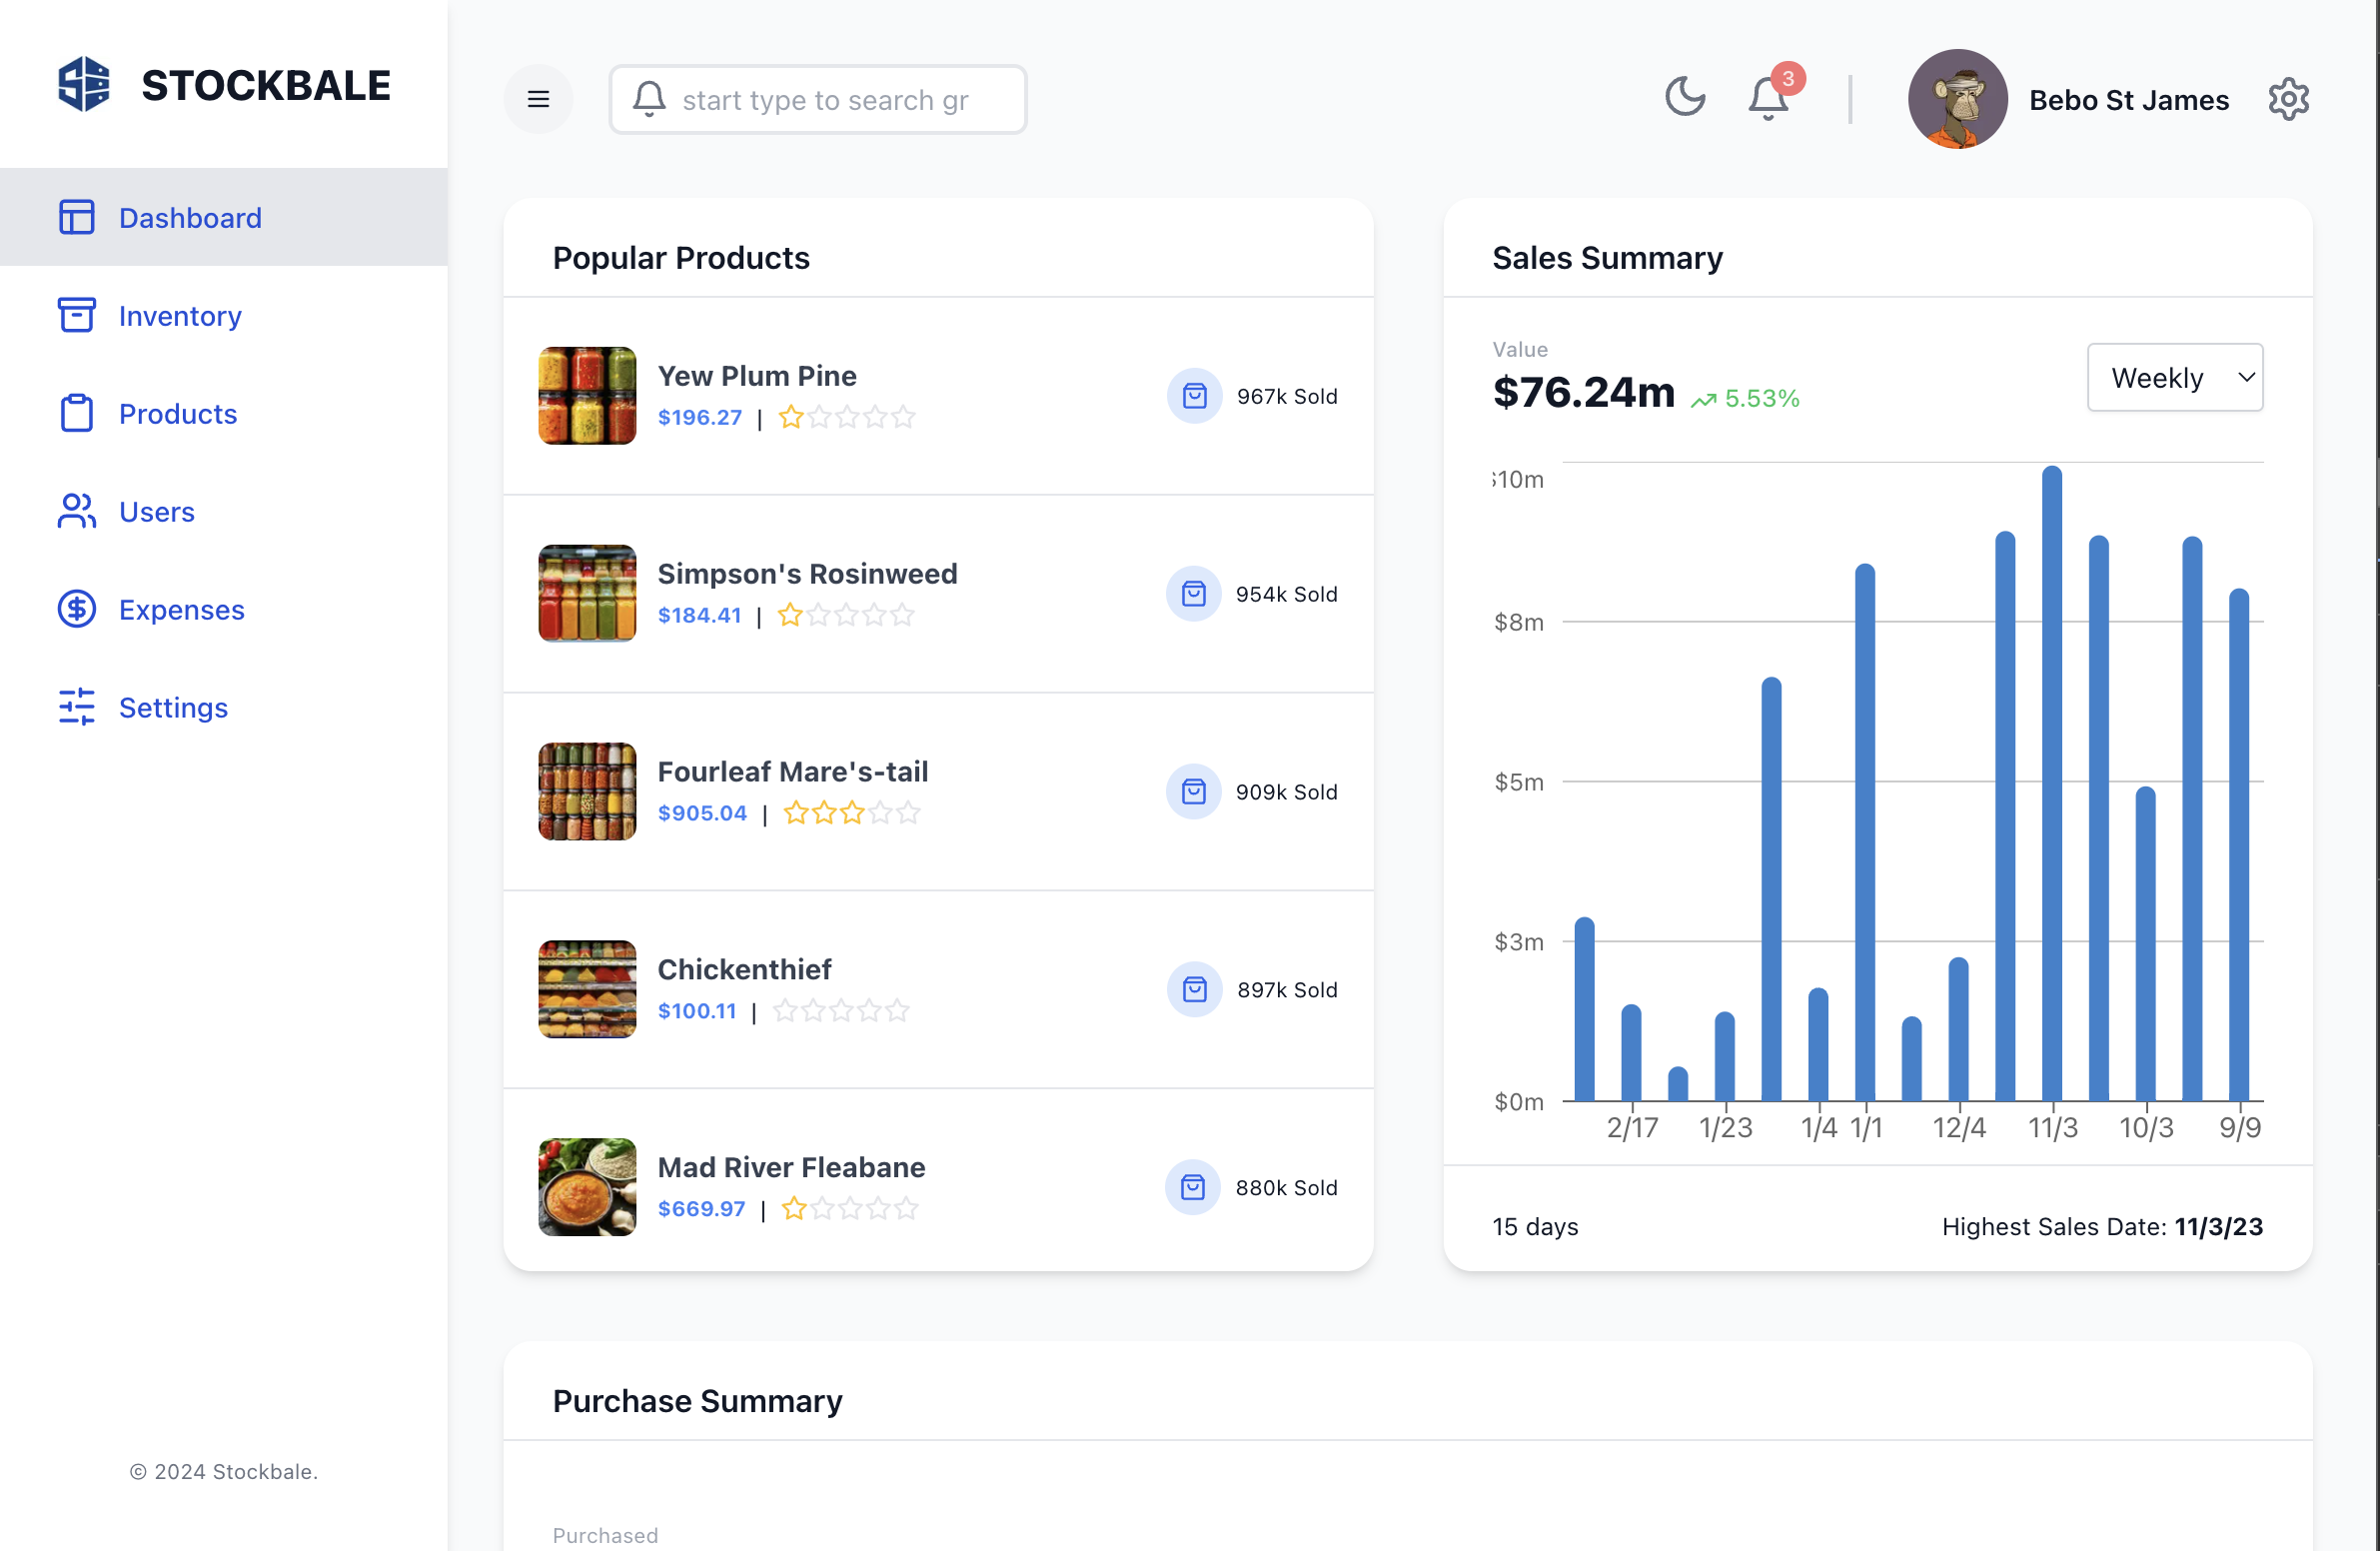 STOCKBALE
start type to search gr
3
Bebo St James
Dashboard
Inventory
Products
Users
Expenses
Settings
© 2024 Stockbale.
Popular Products
Yew Plum Pine
$196.27 |
967k Sold
Simpson's Rosinweed
$184.41 |
954k Sold
Fourleaf Mare's-tail
$905.04 |
909k Sold
Chickenthief
$100.11 |
897k Sold
Mad River Fleabane
$669.97 |
880k Sold
Sales Summary
Value
$76.24m 5.53%
Weekly
$10m
$8m
$5m
$3m
$0m
2/17 1/23 1/4 1/1 12/4 11/3 10/3 9/9
15 days
Highest Sales Date: 11/3/23
Purchase Summary
Purchased